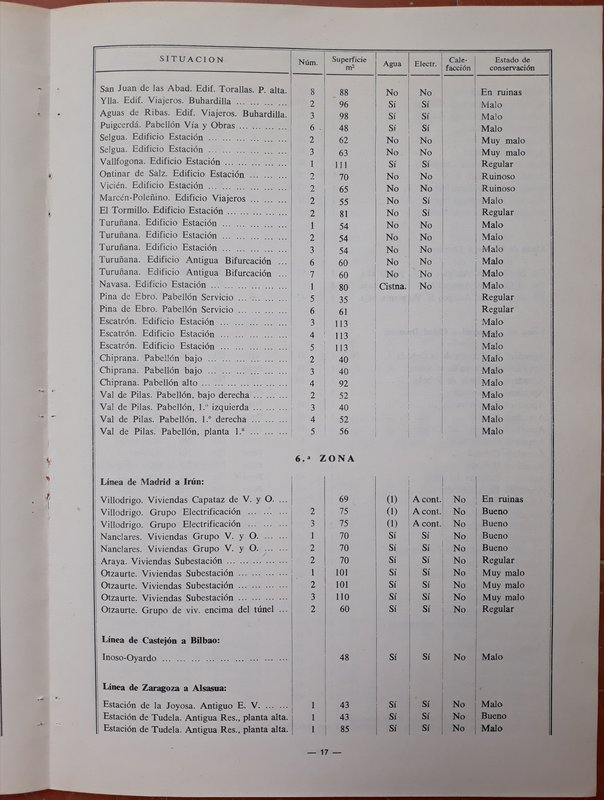 SITUACION Núm. Superficie m² Agua Electr. Cale-facción Estado de conservación
San Juan de las Abad. Edif. Torallas. P. alta. 8 88 No No En ruinas
Ylla. Edif. Viajeros. Buhardilla ... ... ... ... 2 96 Sí Sí Malo
Aguas de Ribas. Edif. Viajeros. Buhardilla. 3 98 Sí Sí Malo
Puigcerdá. Pabellón Vía y Obras ... ... ... ... 6 48 Sí Sí Malo
Selgua. Edificio Estación ... ... ... ... ... 2 62 No No Muy malo
Selgua. Edificio Estación ... ... ... ... ... 3 63 No No Muy malo
Vallfogona. Edificio Estación ... ... ... ... 1 111 Sí Sí Regular
Ontinar de Salz. Edificio Estación ... ... ... 2 70 No No Ruinoso
Vicién. Edificio Estación ... ... ... ... ... 2 65 No No Ruinoso
Marcén-Poleñino. Edificio Viajeros ... ... ... 2 55 No Sí Malo
El Tormillo. Edificio Estación ... ... ... ... 2 81 No Sí Regular
Turuñana. Edificio Estación ... ... ... ... 1 54 No No Malo
Turuñana. Edificio Estación ... ... ... ... 2 54 No No Malo
Turuñana. Edificio Estación ... ... ... ... 3 54 No No Malo
Turuñana. Edificio Antigua Bifurcación ... 6 60 No No Malo
Turuñana. Edificio Antigua Bifurcación ... 7 60 No No Malo
Navasa. Edificio Estación ... ... ... ... ... 1 80 Cistna. No Malo
Pina de Ebro. Pabellón Servicio ... ... ... ... 5 35 Regular
Pina de Ebro. Pabellón Servicio ... ... ... ... 6 61 Regular
Escatrón. Edificio Estación ... ... ... ... ... 3 113 Malo
Escatrón. Edificio Estación ... ... ... ... ... 4 113 Malo
Escatrón. Edificio Estación ... ... ... ... ... 5 113 Malo
Chiprana. Pabellón bajo ... ... ... ... ... ... 2 40 Malo
Chiprana. Pabellón bajo ... ... ... ... ... ... 3 40 Malo
Chiprana. Pabellón alto ... ... ... ... ... ... 4 92 Malo
Val de Pilas. Pabellón, bajo derecha ... ... ... 2 52 Malo
Val de Pilas. Pabellón, 1.º izquierda ... ... ... 3 40 Malo
Val de Pilas. Pabellón, 1.º derecha ... ... ... 4 52 Malo
Val de Pilas. Pabellón, planta 1.ª ... ... ... 5 56 Malo
6.ª ZONA
Línea de Madrid a Irún:
Villodrigo. Viviendas Capataz de V. y O. ... 69 (1) A cont. No En ruinas
Villodrigo. Grupo Electrificación ... ... ... 2 75 (1) A cont. No Bueno
Villodrigo. Grupo Electrificación ... ... ... 3 75 (1) A cont. No Bueno
Nanclares. Viviendas Grupo V. y O. ... ... 1 70 Sí Sí No Bueno
Nanclares. Viviendas Grupo V. y O. ... ... 2 70 Sí Sí No Bueno
Araya. Viviendas Subestación ... ... ... ... 2 70 Sí Sí No Regular
Otzaurte. Viviendas Subestación ... ... ... ... 1 101 Sí Sí No Muy malo
Otzaurte. Viviendas Subestación ... ... ... ... 2 101 Sí Sí No Muy malo
Otzaurte. Viviendas Subestación ... ... ... ... 3 110 Sí Sí No Muy malo
Otzaurte. Grupo de viv. encima del túnel ... 2 60 Sí Sí No Regular
Línea de Castejón a Bilbao:
Inoso-Oyardo ... ... ... ... ... ... ... ... ... 48 Sí Sí No Malo
Línea de Zaragoza a Alsasua:
Estación de la Joyosa. Antiguo E. V. ... ... 1 43 Sí Sí No Malo
Estación de Tudela. Antigua Res., planta alta. 1 43 Sí Sí No Bueno
Estación de Tudela. Antigua Res., planta alta. 1 85 Sí Sí No Malo
— 17 —